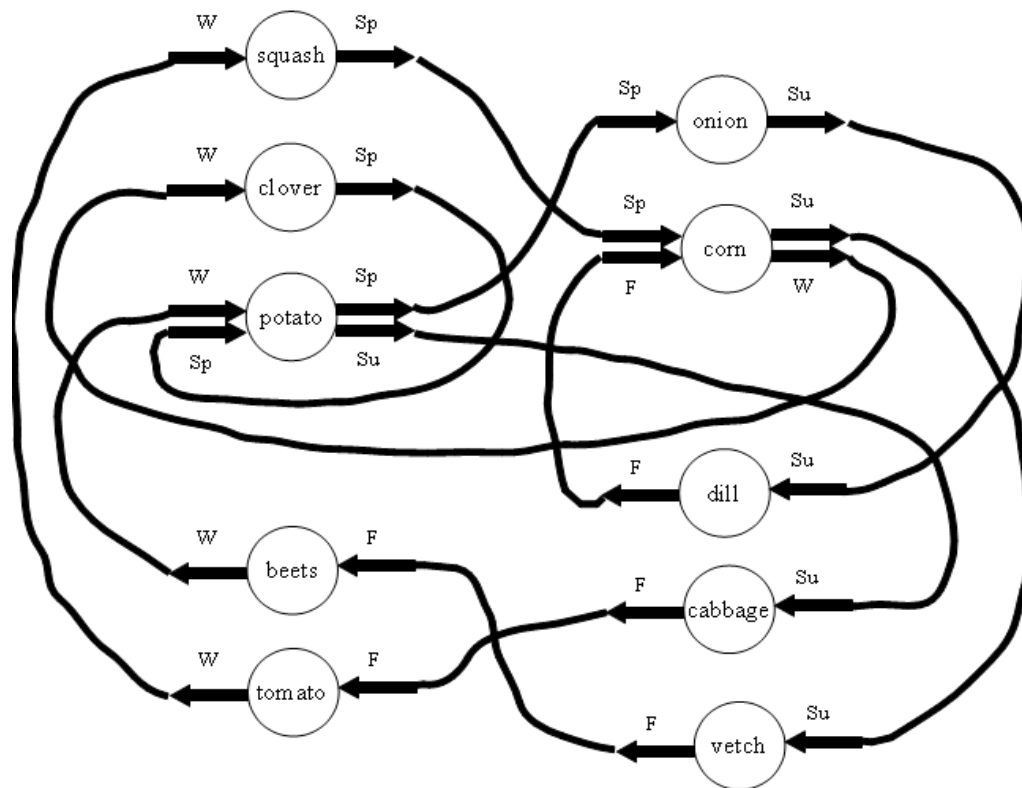 W squash Sp
Sp onion Su
W clover Sp
Sp corn Su
F W
W potato Sp
Sp Su
F dill Su
W beets F
F cabbage Su
W tomato F
F vetch Su